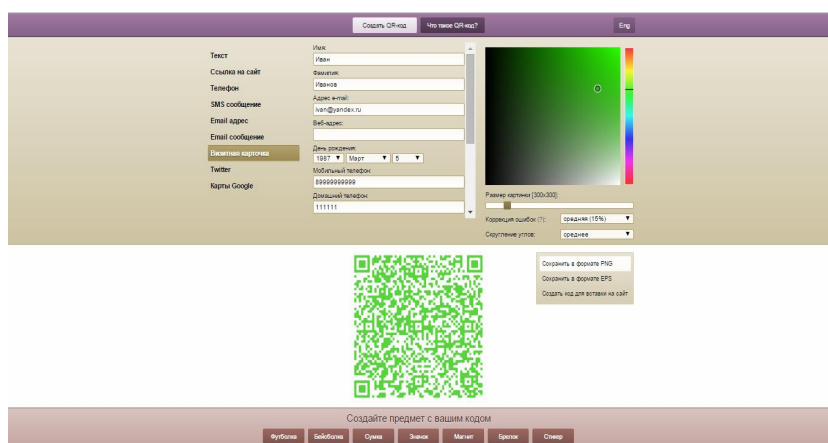 Создать QR-код
Что такое QR-код?
Eng
Текст
Ссылка на сайт
Телефон
SMS сообщение
Email адрес
Email сообщение
Визитная карточка
Twitter
Карты Google
Имя:
Иван
Фамилия:
Иванов
Адрес e-mail:
ivan@yandex.ru
Веб-адрес:
День рождения:
1987 Март 5
Мобильный телефон:
89999999999
Домашний телефон:
111111
Размер картинки [300x300]:
Коррекция ошибок (?): средняя (15%)
Скругление углов: среднее
Сохранить в формате PNG
Сохранить в формате EPS
Создать код для вставки на сайт
Создайте предмет с вашим кодом
Футболка Бейсболка Сумка Значок Магнит Брелок Стикер